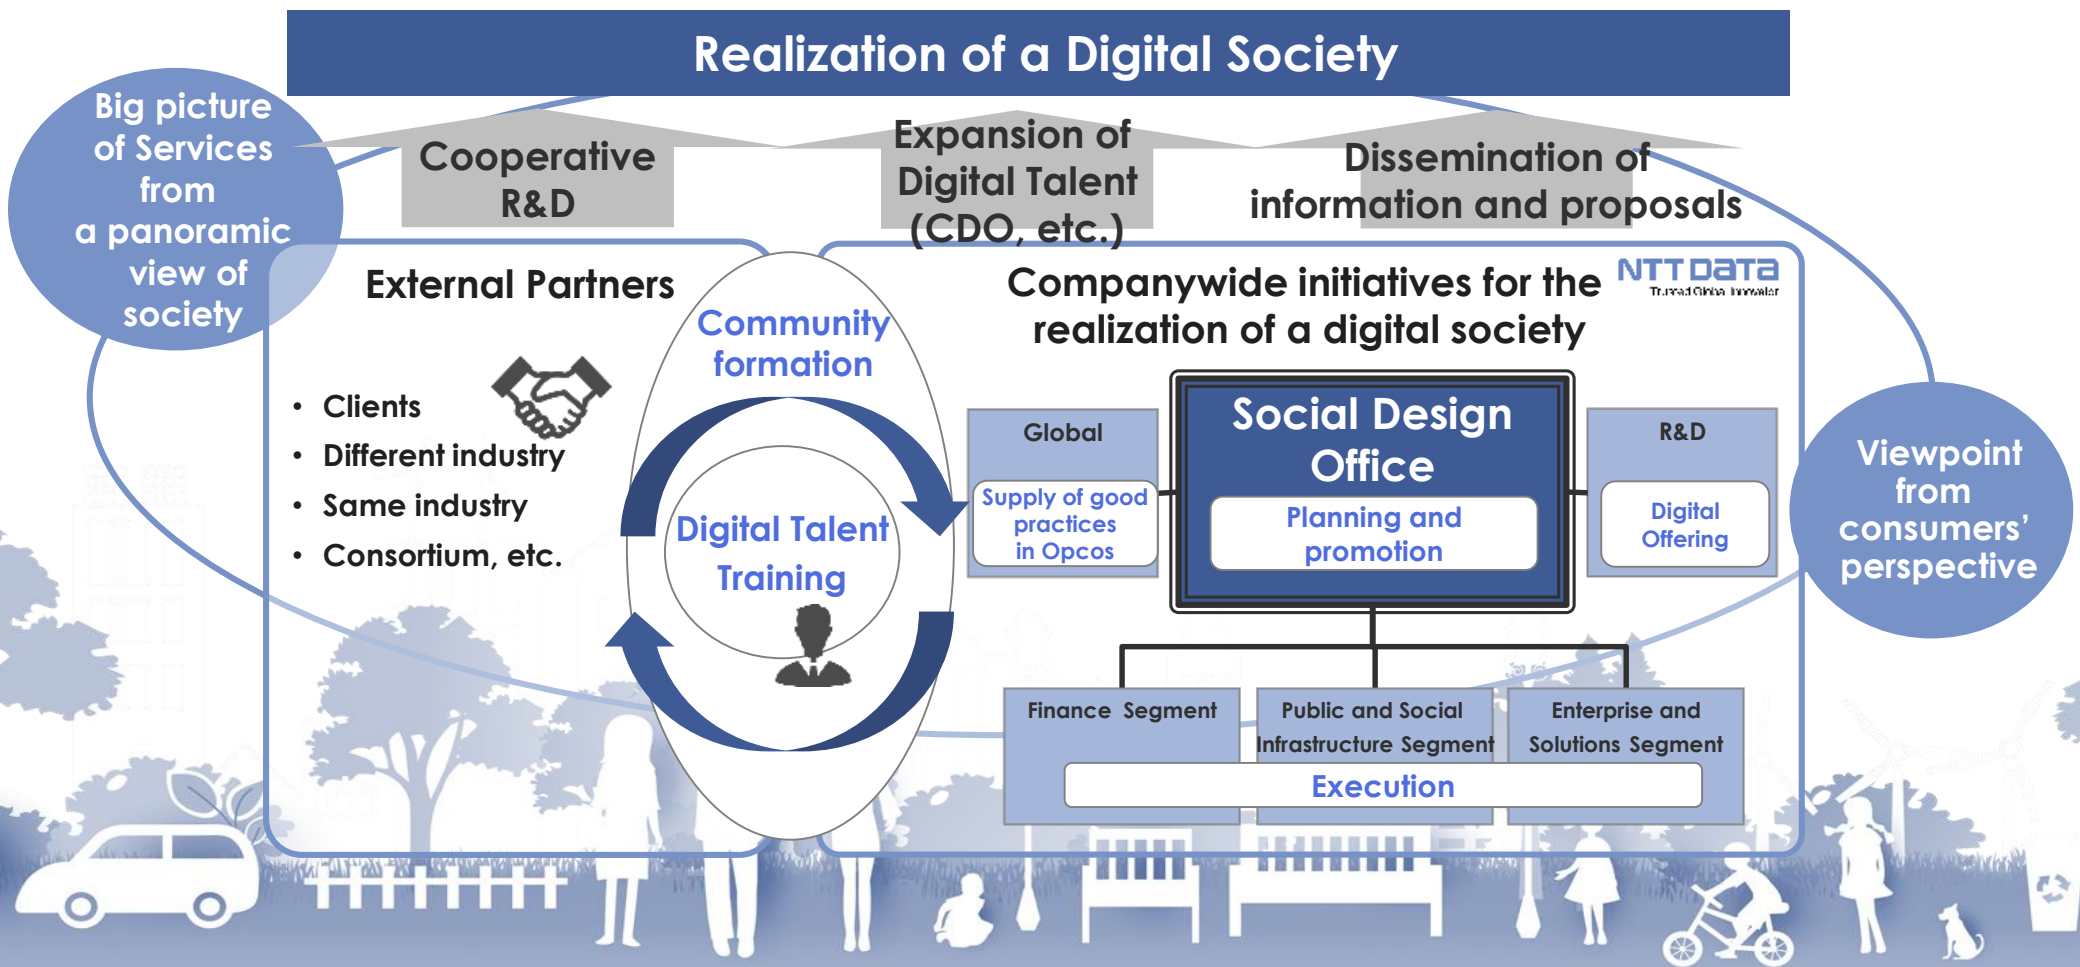 Realization of a Digital Society
Big picture
of Services
from
a panoramic
view of
society
Cooperative
R&D
Expansion of
Digital Talent
(CDO, etc.)
Dissemination of
information and proposals
External Partners
• Clients
• Different industry
• Same industry
• Consortium, etc.
Community
formation
Digital Talent
Training
Companywide initiatives for the
realization of a digital society
NTT DATA
Trusted Global Innovator
Global
Supply of good
practices
in Opcos
Social Design
Office
Planning and
promotion
R&D
Digital
Offering
Finance Segment
Public and Social
Infrastructure Segment
Enterprise and
Solutions Segment
Execution
Viewpoint
from
consumers’
perspective